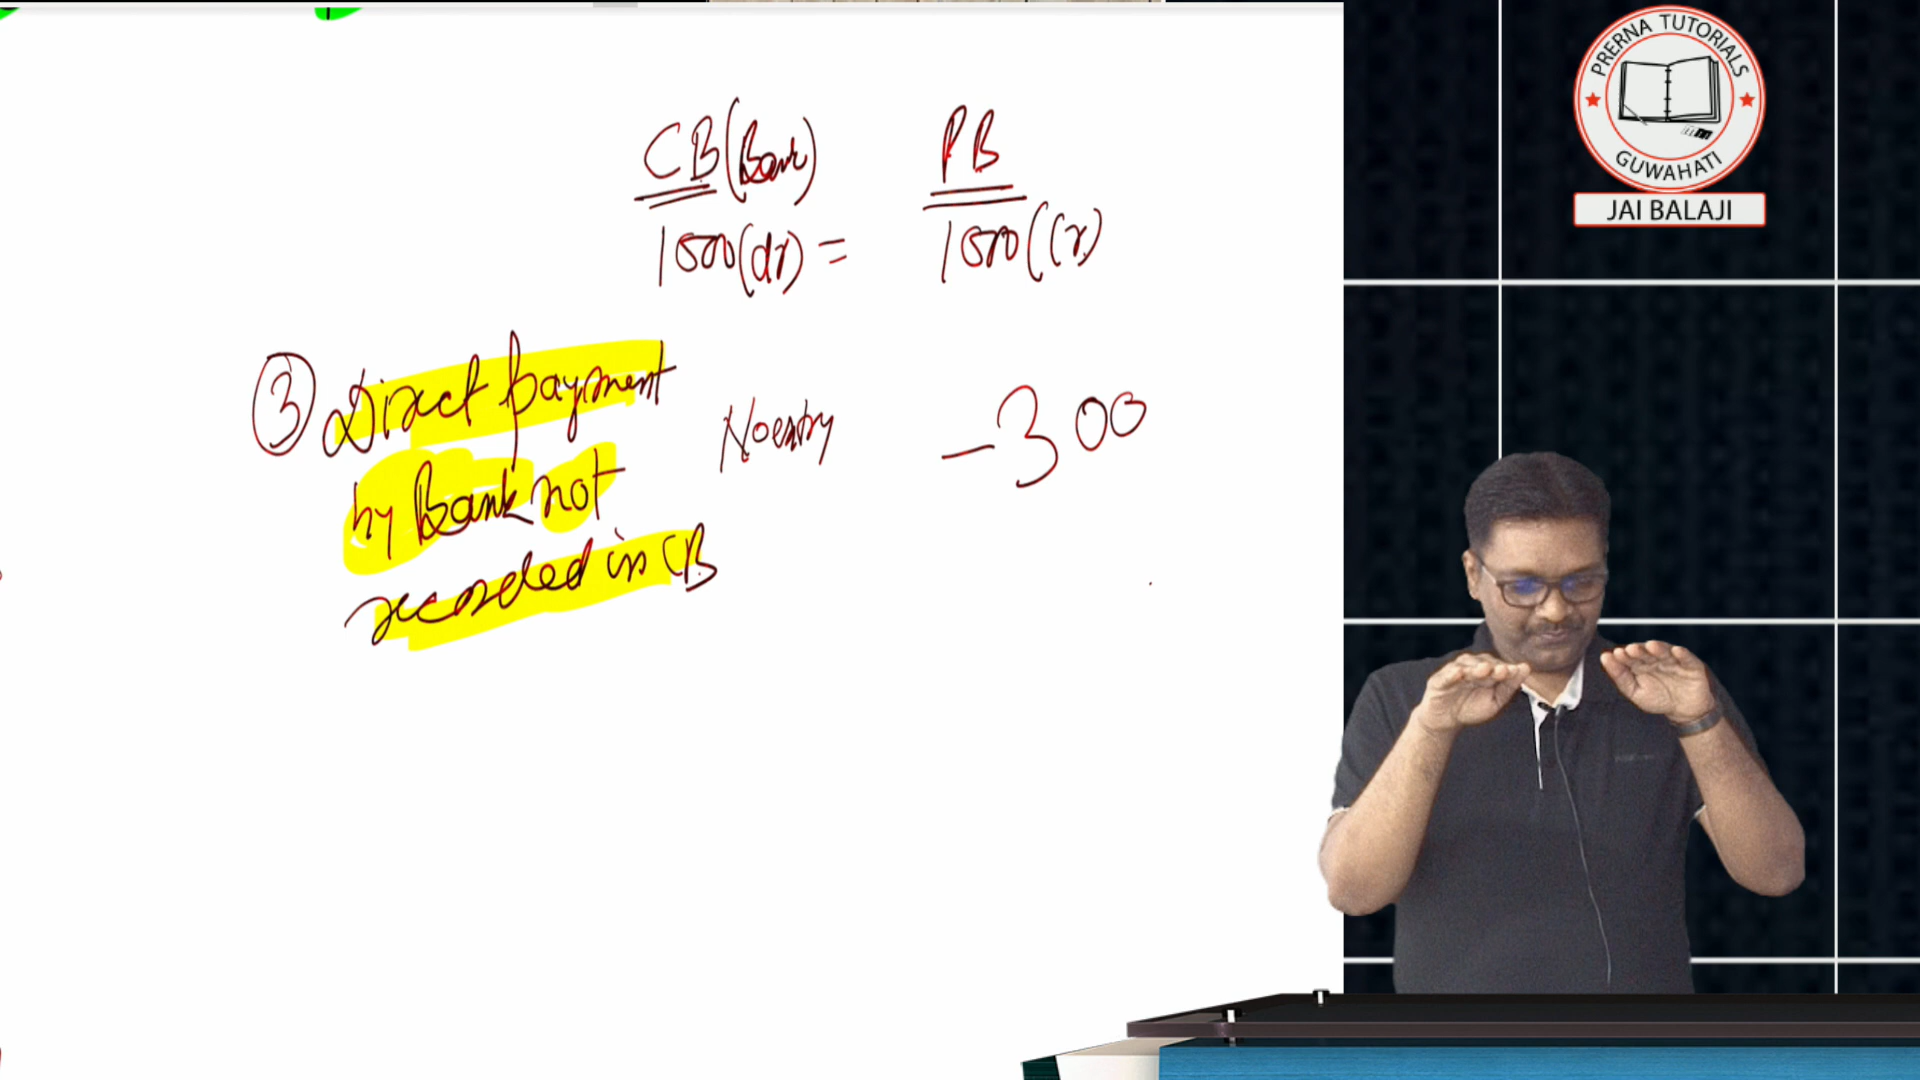 CB (Bank) PB
1500 (dr) = 1500 (Cr)
③ Direct payment No entry -300
by Bank not
recorded in CB
PRERNA TUTORIALS
GUWAHATI
JAI BALAJI